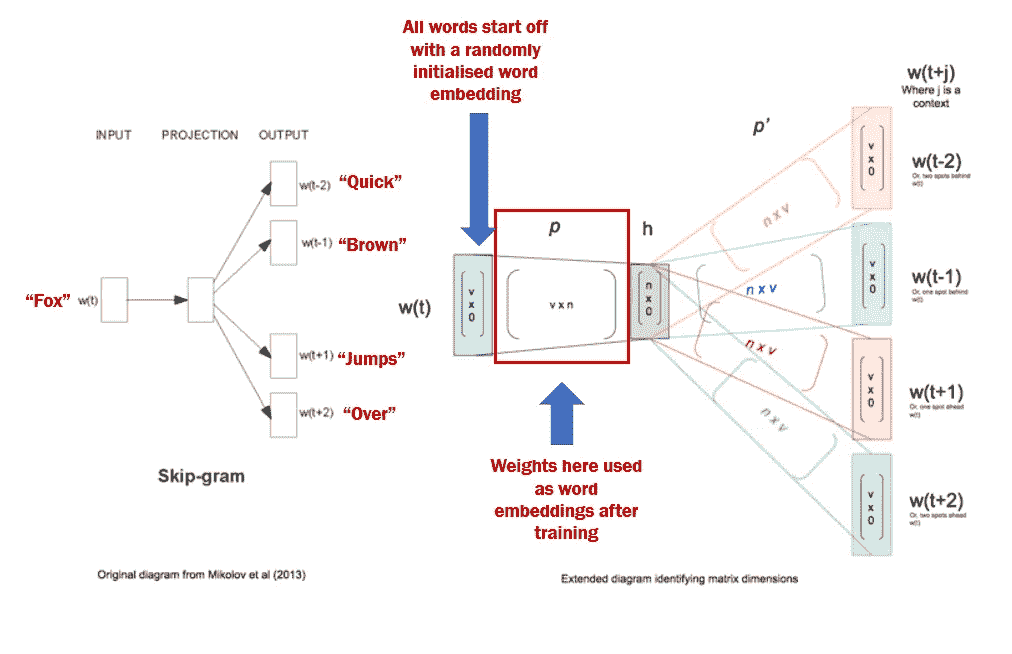 All words start off
with a randomly
initialised word
embedding
INPUT PROJECTION OUTPUT
w(t-2) “Quick”
w(t-1) “Brown”
“Fox” w(t)
w(t+1) “Jumps”
w(t+2) “Over”
Skip-gram
Original diagram from Mikolov et al (2013)
w(t)
v
x
0
p
v x n
h
n
x
0
p'
n x v
n x v
n x v
n x v
w(t+j)
Where j is a
context
v
x
0
w(t-2)
Or, two spots behind
w(t)
v
x
0
w(t-1)
Or, one spot behind
w(t)
v
x
0
w(t+1)
Or, one spot ahead
w(t)
v
x
0
w(t+2)
Or, two spots ahead
w(t)
Weights here used
as word
embeddings after
training
Extended diagram identifying matrix dimensions